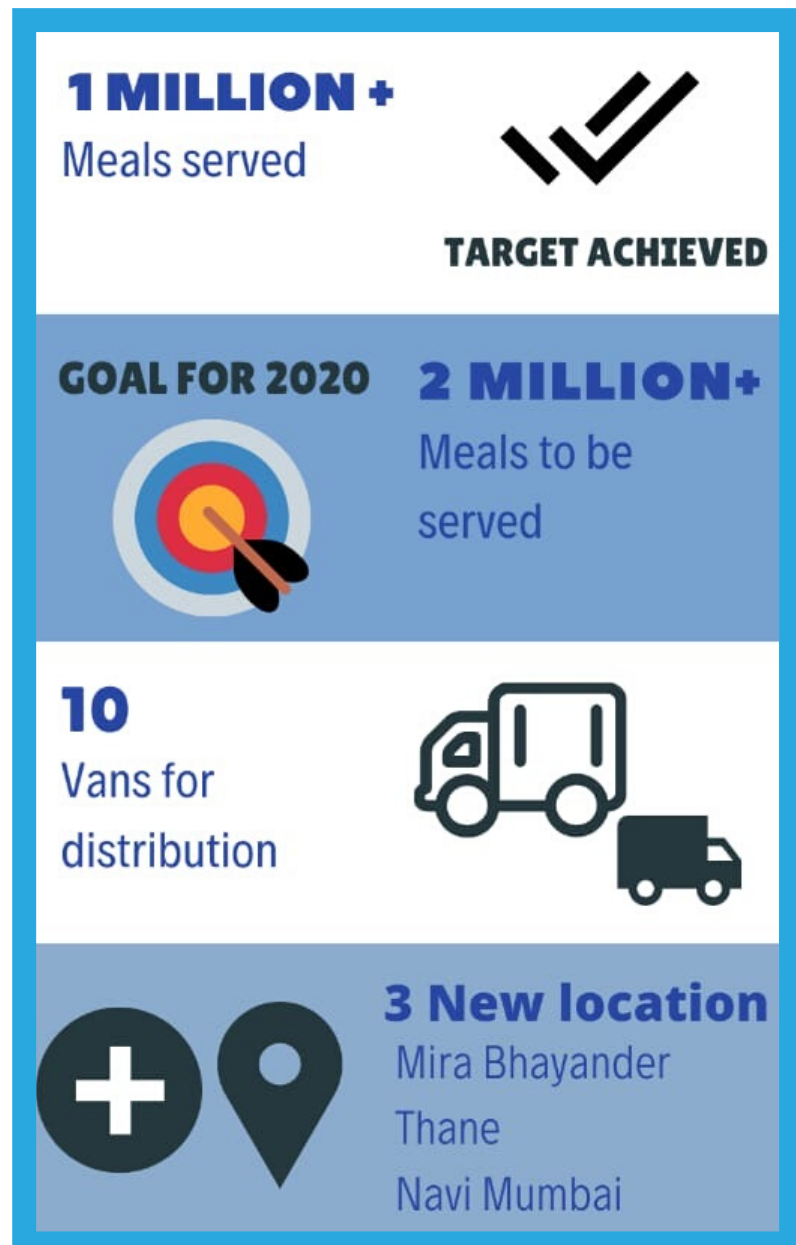 1 MILLION +
Meals served
TARGET ACHIEVED
GOAL FOR 2020
2 MILLION+
Meals to be
served
10
Vans for
distribution
3 New location
Mira Bhayander
Thane
Navi Mumbai